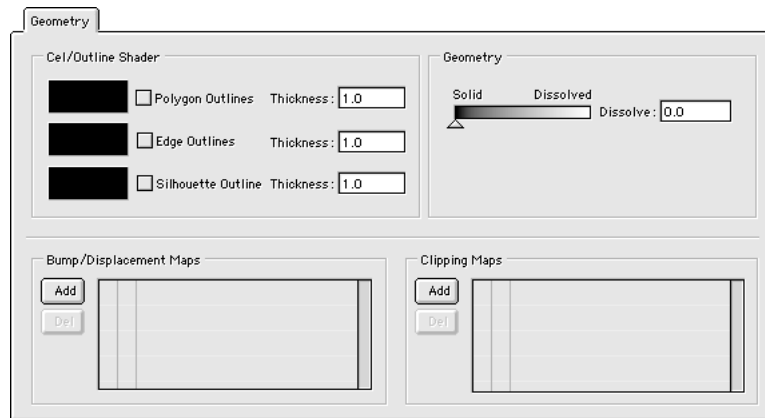 Geometry
Cel/Outline Shader
Polygon Outlines Thickness: 1.0
Edge Outlines Thickness: 1.0
Silhouette Outline Thickness: 1.0
Geometry
Solid Dissolved
Dissolve: 0.0
Bump/Displacement Maps
Add
Del
Clipping Maps
Add
Del